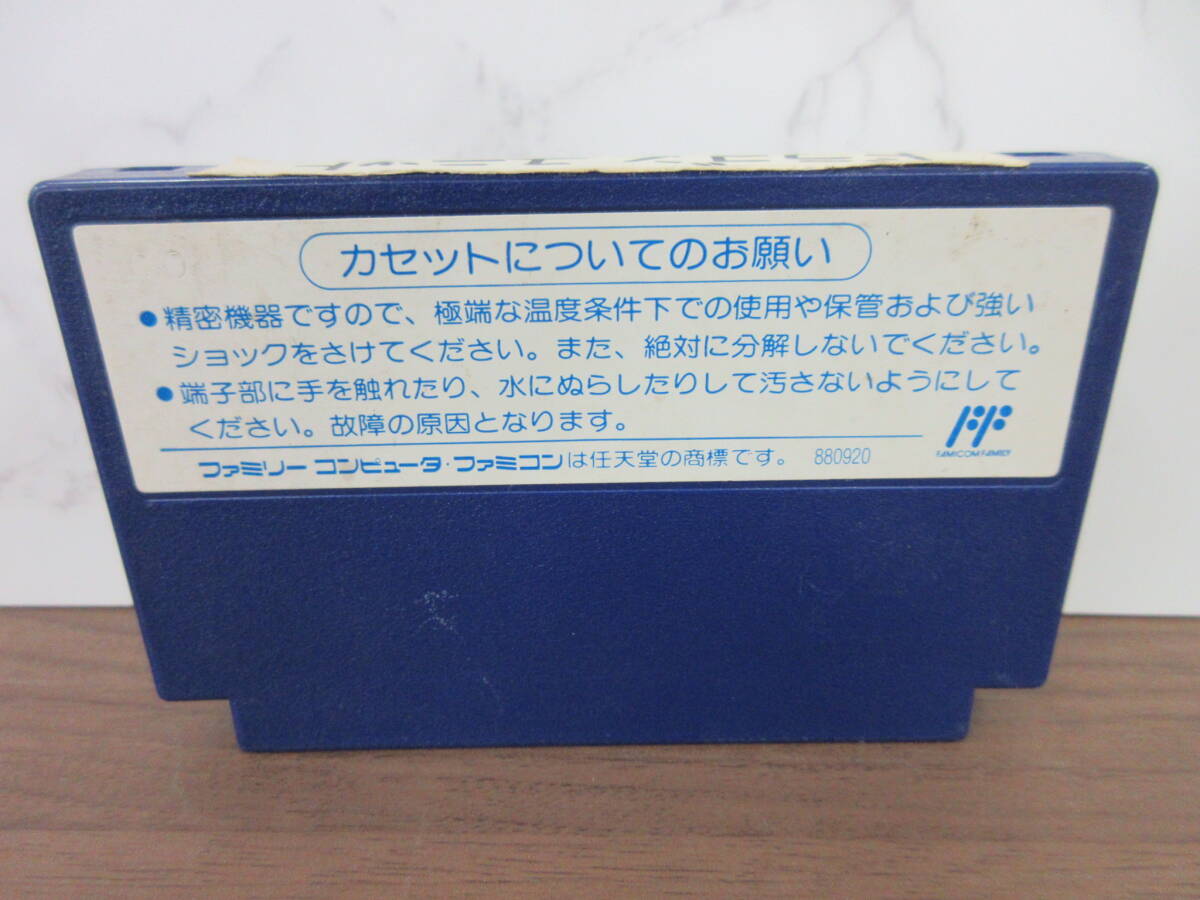 カセットについてのお願い
●精密機器ですので、極端な温度条件下での使用や保管および強い
ショックをさけてください。また、絶対に分解しないでください。
●端子部に手を触れたり、水にぬらしたりして汚さないようにして
ください。故障の原因となります。
FAMICOM FAMILY
ファミリー コンピュータ・ファミコンは任天堂の商標です。 880920